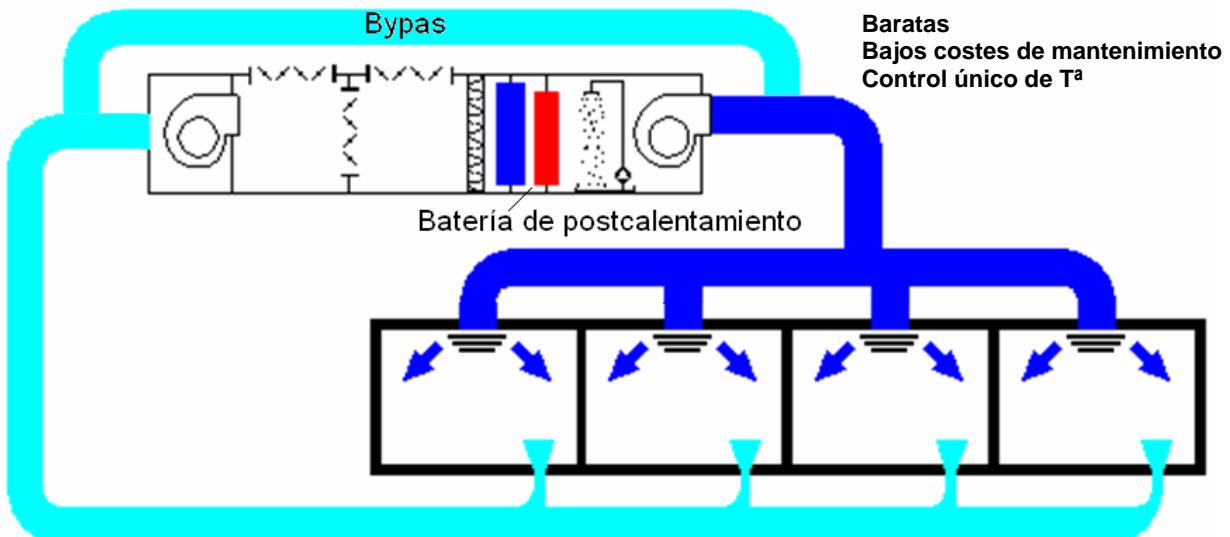 Bypas
Baratas
Bajos costes de mantenimiento
Control único de Tª
Batería de postcalentamiento